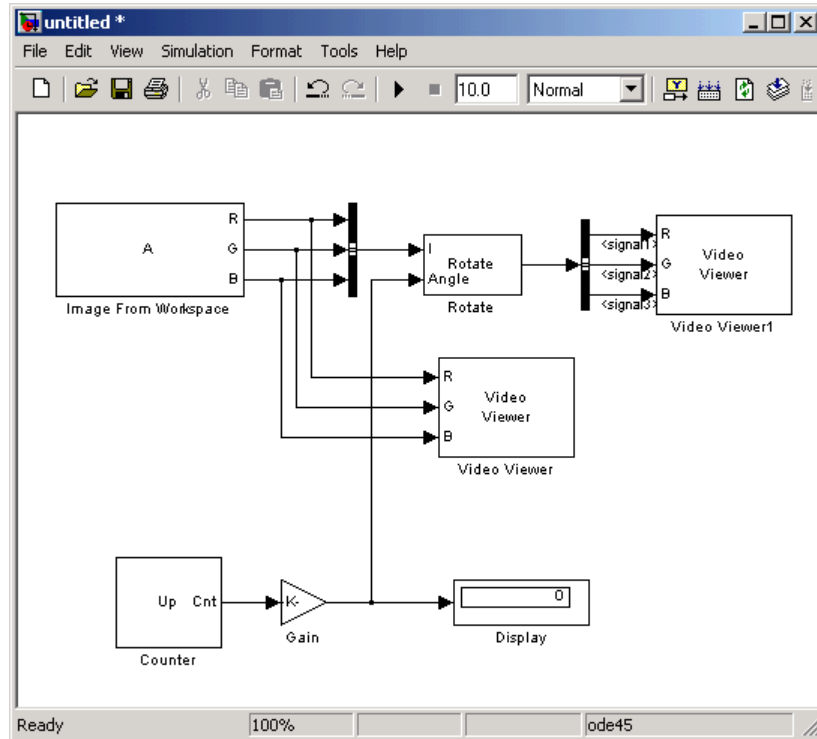 untitled *
File Edit View Simulation Format Tools Help
10.0 Normal
R
A G
B
Image From Workspace
I
Rotate
Angle
Rotate
<signal1>
<signal2>
<signal3>
R
G
B
Video
Viewer
Video Viewer1
R
G
B
Video
Viewer
Video Viewer
Up Cnt
Counter
-K-
Gain
0
Display
Ready 100% ode45